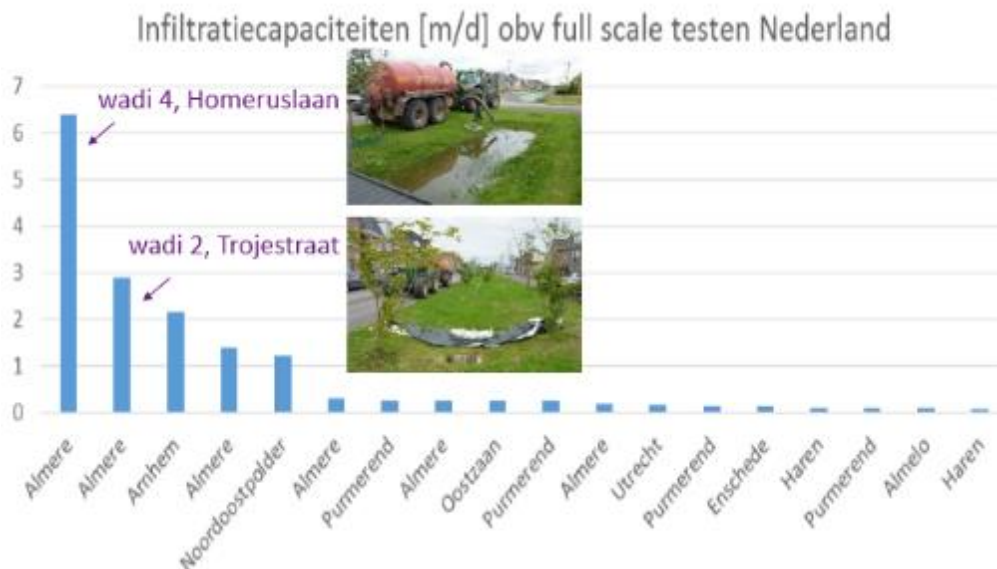 Infiltratiecapaciteiten [m/d] obv full scale testen Nederland
7
6
5
4
3
2
1
0
wadi 4, Homeruslaan
wadi 2, Trojestraat
Almere
Almere
Arnhem
Almere
Noordoostpolder
Almere
Purmerend
Almere
Oostzaan
Purmerend
Almere
Utrecht
Purmerend
Enschede
Haren
Purmerend
Almelo
Haren